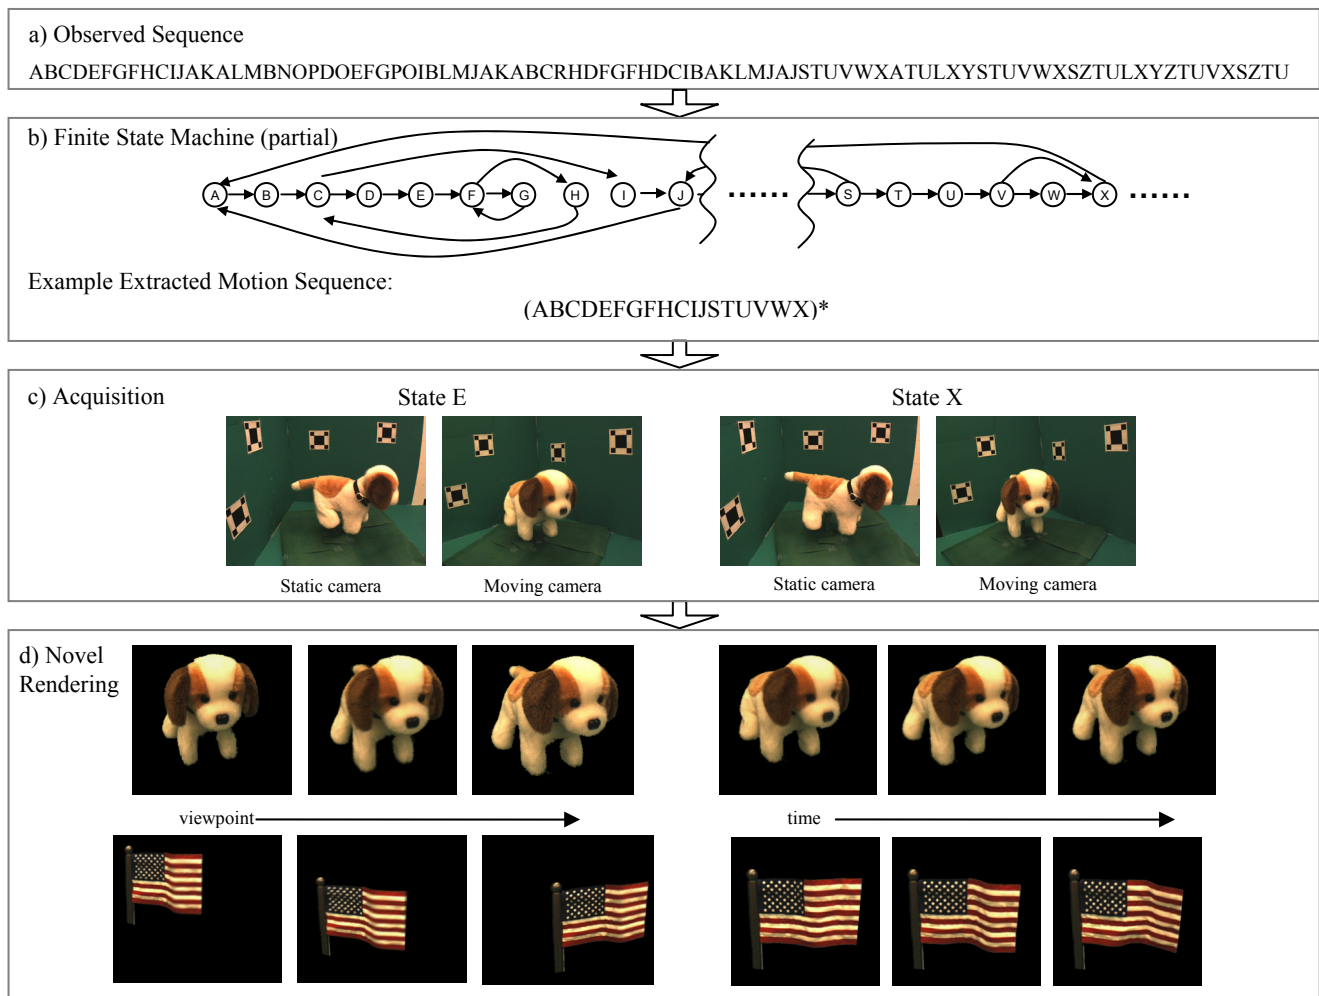 a) Observed Sequence
ABCDEFGFHCIJAKALMBNOPDOEFGPOIBLMJAKABCRHDFGFHDCIBAKLMJAJSTUVWXATULXYSTUVWXSZTULXYZTUVXSZTU
b) Finite State Machine (partial)
A B C D E F G H I J ...... S T U V W X ......
Example Extracted Motion Sequence:
(ABCDEFGFHCIJSTUVWX)*
c) Acquisition
State E
State X
Static camera
Moving camera
Static camera
Moving camera
d) Novel
Rendering
viewpoint
time